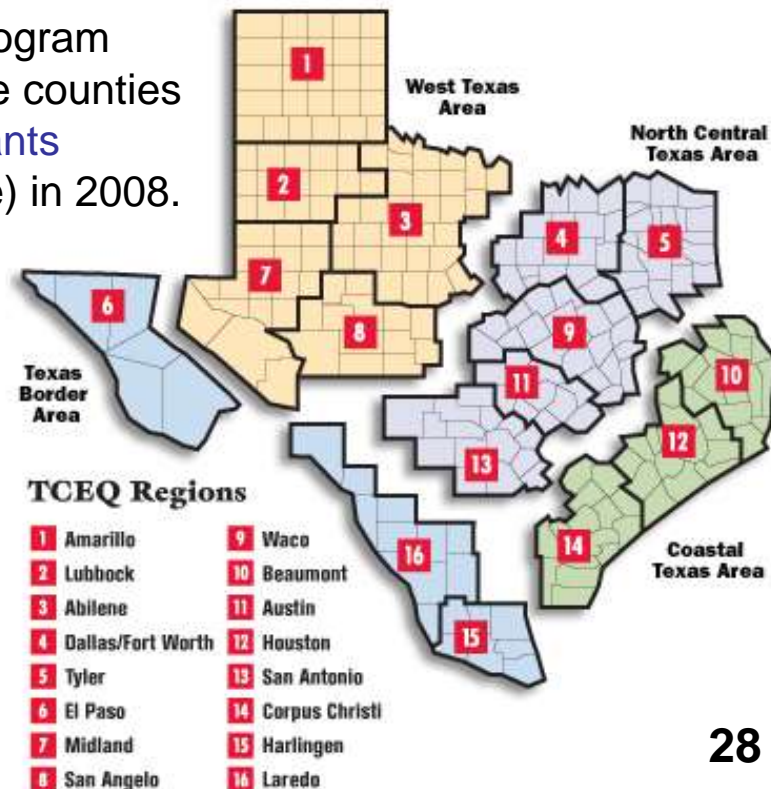 ogram
e counties
ants
e) in 2008.
West Texas
Area
North Central
Texas Area
Texas
Border
Area
Coastal
Texas Area
1
2
3
4
5
6
7
8
9
10
11
12
13
14
15
16
TCEQ Regions
1 Amarillo
2 Lubbock
3 Abilene
4 Dallas/Fort Worth
5 Tyler
6 El Paso
7 Midland
8 San Angelo
9 Waco
10 Beaumont
11 Austin
12 Houston
13 San Antonio
14 Corpus Christi
15 Harlingen
16 Laredo
28